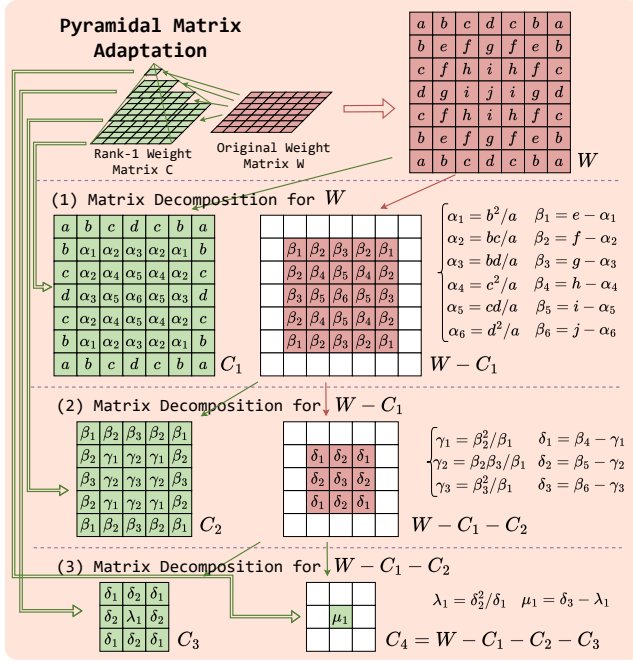 Pyramidal Matrix
Adaptation
Rank-1 Weight
Matrix C
Original Weight
Matrix W
a b c d c b a
b e f g f e b
c f h i h f c
d g i j i g d
c f h i h f c
b e f g f e b
a b c d c b a
W
(1) Matrix Decomposition for W
a b c d c b a
b α₁ α₂ α₃ α₂ α₁ b
c α₂ α₄ α₅ α₄ α₂ c
d α₃ α₅ α₆ α₅ α₃ d
c α₂ α₄ α₅ α₄ α₂ c
b α₁ α₂ α₃ α₂ α₁ b
a b c d c b a
C₁
β₁ β₂ β₃ β₂ β₁
β₂ β₄ β₅ β₄ β₂
β₃ β₅ β₆ β₅ β₃
β₂ β₄ β₅ β₄ β₂
β₁ β₂ β₃ β₂ β₁
W − C₁
α₁ = b²/a β₁ = e − α₁
α₂ = bc/a β₂ = f − α₂
α₃ = bd/a β₃ = g − α₃
α₄ = c²/a β₄ = h − α₄
α₅ = cd/a β₅ = i − α₅
α₆ = d²/a β₆ = j − α₆
(2) Matrix Decomposition for W − C₁
β₁ β₂ β₃ β₂ β₁
β₂ γ₁ γ₂ γ₁ β₂
β₃ γ₂ γ₃ γ₂ β₃
β₂ γ₁ γ₂ γ₁ β₂
β₁ β₂ β₃ β₂ β₁
C₂
δ₁ δ₂ δ₁
δ₂ δ₃ δ₂
δ₁ δ₂ δ₁
W − C₁ − C₂
γ₁ = β₂²/β₁ δ₁ = β₄ − γ₁
γ₂ = β₂β₃/β₁ δ₂ = β₅ − γ₂
γ₃ = β₃²/β₁ δ₃ = β₆ − γ₃
(3) Matrix Decomposition for W − C₁ − C₂
δ₁ δ₂ δ₁
δ₂ λ₁ δ₂
δ₁ δ₂ δ₁
C₃
μ₁
λ₁ = δ₂²/δ₁ μ₁ = δ₃ − λ₁
C₄ = W − C₁ − C₂ − C₃